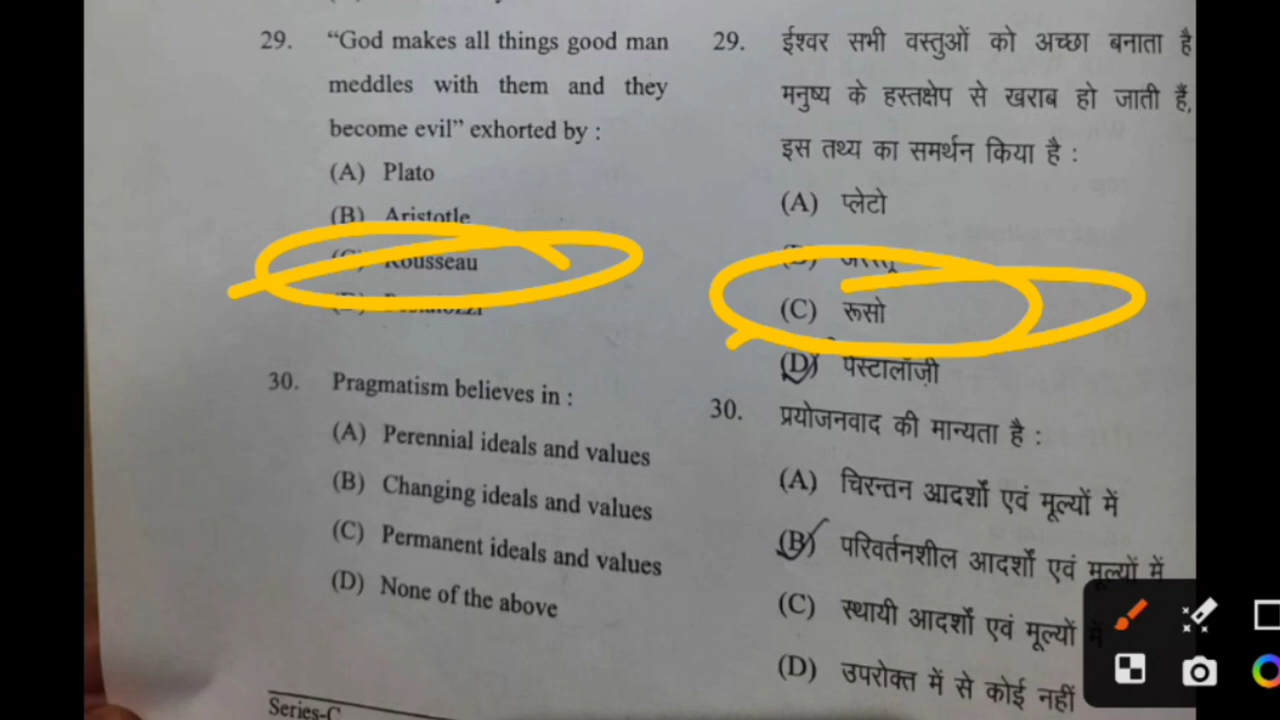 29. “God makes all things good man
meddles with them and they
become evil” exhorted by :
(A) Plato
(B) Aristotle
Rousseau
30. Pragmatism believes in :
(A) Perennial ideals and values
(B) Changing ideals and values
(C) Permanent ideals and values
(D) None of the above
Series-C
29. ईश्वर सभी वस्तुओं को अच्छा बनाता है
मनुष्य के हस्तक्षेप से खराब हो जाती हैं,
इस तथ्य का समर्थन किया है :
(A) प्लेटो
(C) रूसो
(D) पेस्टालॉज़ी
30. प्रयोजनवाद की मान्यता है :
(A) चिरन्तन आदर्शों एवं मूल्यों में
(B) परिवर्तनशील आदर्शों एवं मूल्यों में
(C) स्थायी आदर्शों एवं मूल्यों में
(D) उपरोक्त में से कोई नहीं